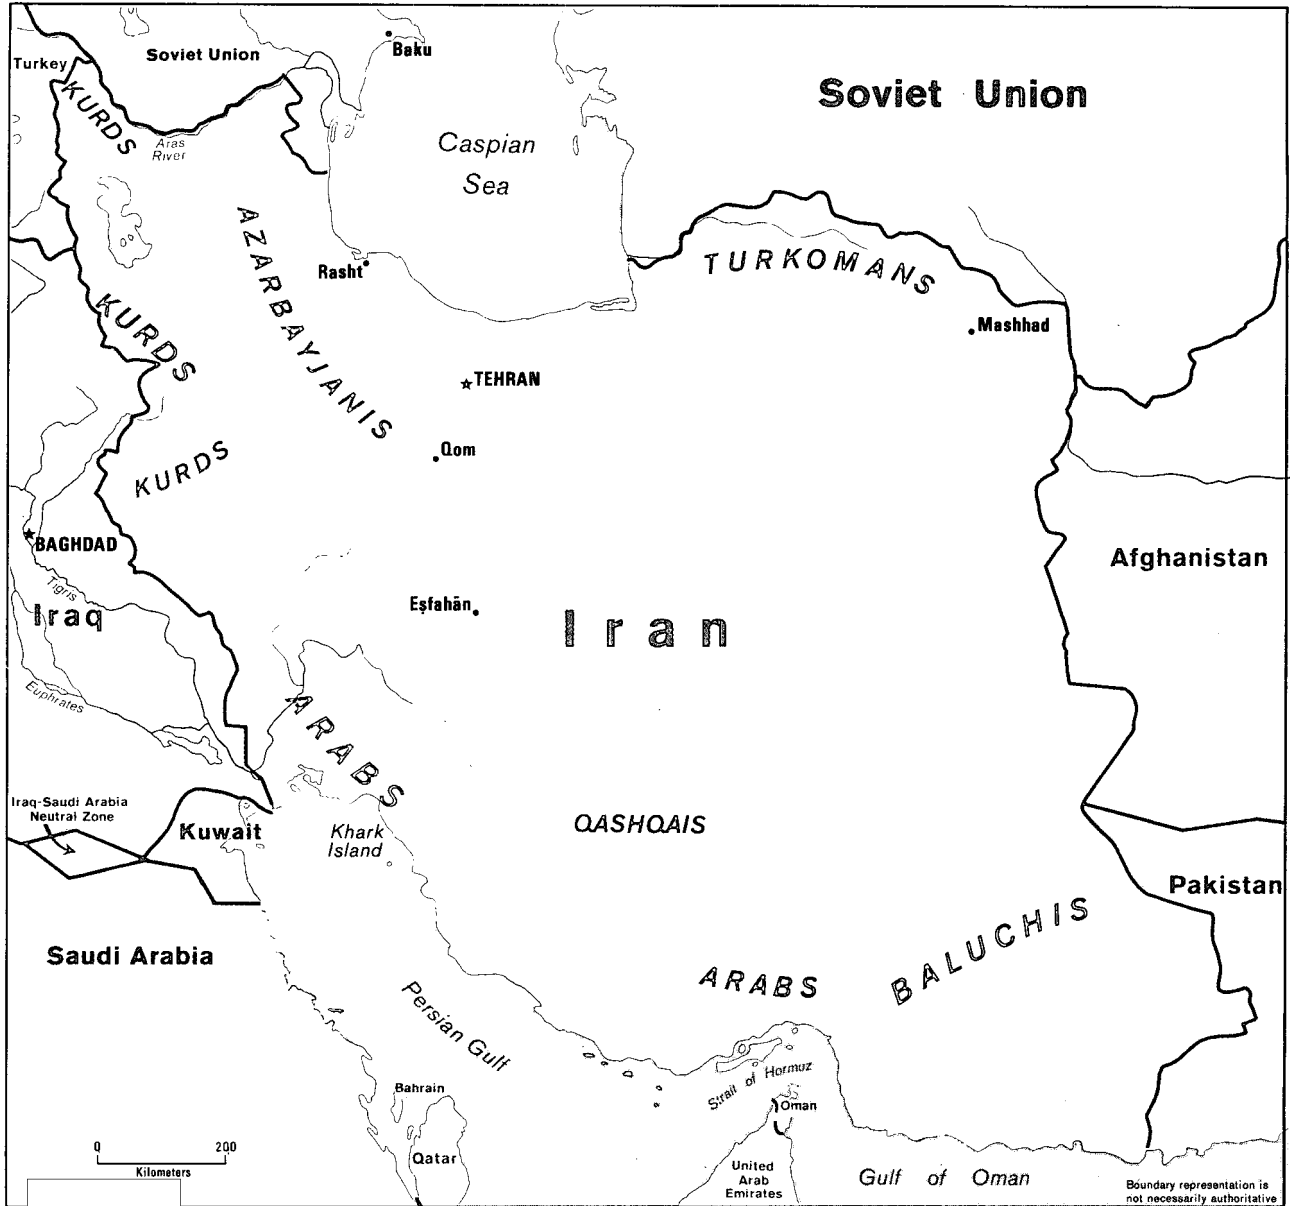 Baku
Turkey
Soviet Union
Soviet Union
KURDS
Aras
River
Caspian
Sea
AZARBAYJANIS
Rasht
TURKOMANS
KURDS
Mashhad
TEHRAN
Qom
KURDS
BAGHDAD
Afghanistan
Tigris
Iraq
Eşfahān
Iran
Euphrates
ARABS
Iraq-Saudi Arabia
Neutral Zone
Kuwait
Khark
Island
QASHQAIS
Pakistan
Saudi Arabia
BALUCHIS
ARABS
Persian Gulf
Strait of Hormuz
Bahrain
Oman
0 200
Kilometers
Qatar
United
Arab
Emirates
Gulf of Oman
Boundary representation is
not necessarily authoritative